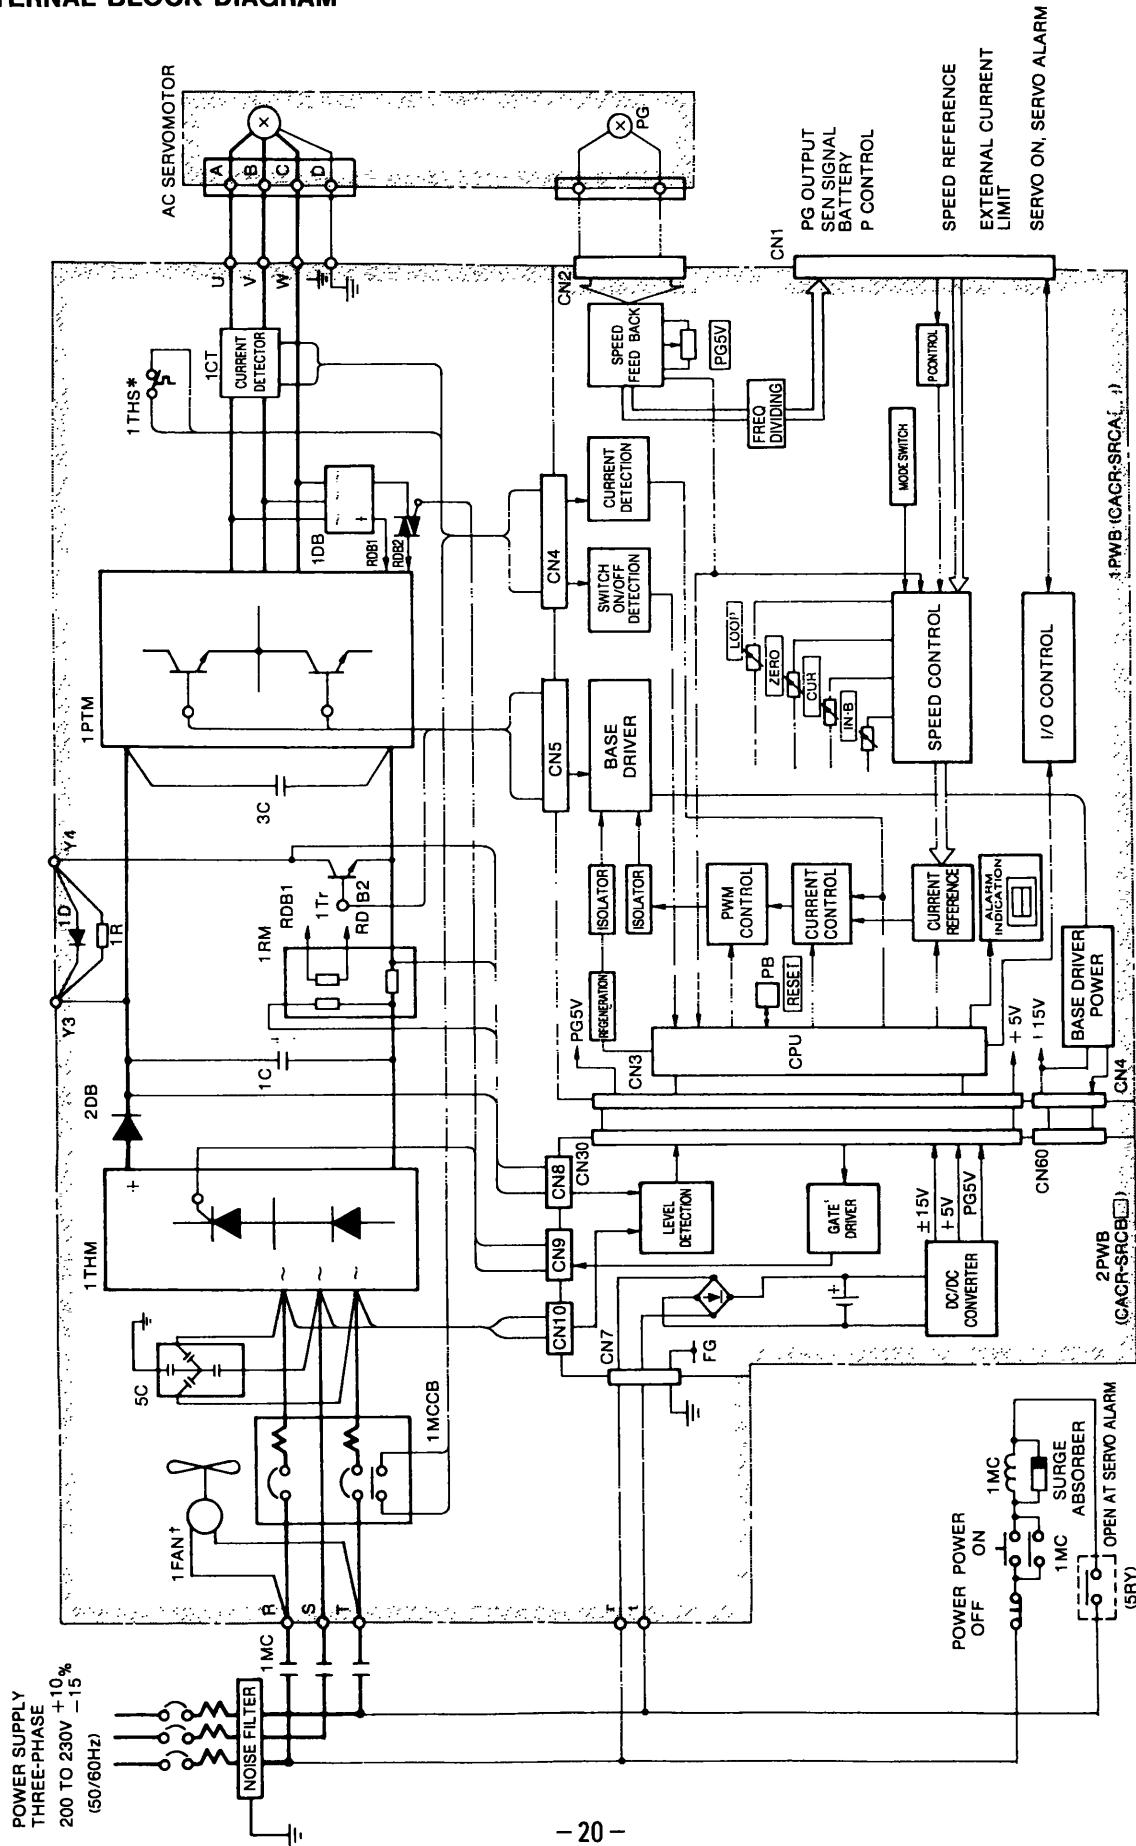 TERNAL BLOCK DIAGRAM
POWER SUPPLY
THREE-PHASE
200 TO 230V +10% -15
(50/60Hz)
NOISE FILTER
1MC
R
S
T
r
t
1FAN†
5C
1MCCB
1THM
+
~
~
~
2DB
1C
Y3
Y4
1D
1R
1RM
RDB1
1Tr
RD B2
3C
1PTM
1DB
RDB1
RDB2
1THS*
1CT
CURRENT
DETECTOR
U
V
W
AC SERVOMOTOR
A
B
C
D
PG
CN10
CN9
CN8
CN5
CN4
CN2
CN7
FG
LEVEL
DETECTION
GATE
DRIVER
DC/DC
CONVERTER
±15V
+5V
PG5V
CN30
CN60
2PWB
(CACR-SRCB□)
CN3
CN4
PG5V
+5V
±15V
CPU
REGENERATION
ISOLATOR
ISOLATOR
BASE
DRIVER
SWITCH
ON/OFF
DETECTION
CURRENT
DETECTION
SPEED
FEED BACK
PG5V
FREQ
DIVIDING
PB
RESET
PWM
CONTROL
CURRENT
CONTROL
CURRENT
REFERENCE
ALARM
INDICATION
BASE DRIVER
POWER
LOOP
ZERO
CUR
IN-B
SPEED CONTROL
I/O CONTROL
MODE SWITCH
P CONTROL
CN1
PG OUTPUT
SEN SIGNAL
BATTERY
P CONTROL
SPEED REFERENCE
EXTERNAL CURRENT
LIMIT
SERVO ON, SERVO ALARM
1PWB (CACR-SRCA
POWER
OFF
POWER
ON
1MC
1MC
SURGE
ABSORBER
OPEN AT SERVO ALARM
(5RY)
-20-